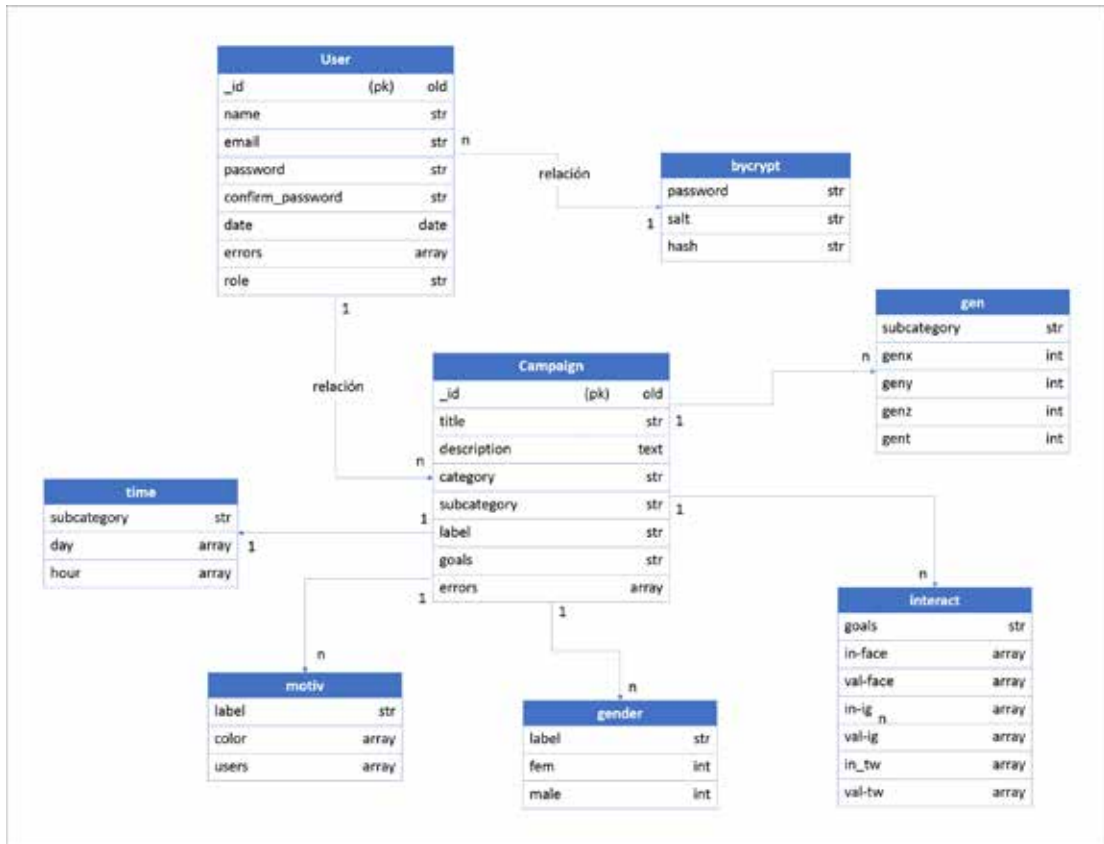 User
_id (pk) old
name str
email str
password str
confirm_password str
date date
errors array
role str
n
relación
1
bycrypt
password str
salt str
hash str
1
relación
n
gen
subcategory str
genx int
geny int
genz int
gent int
n
1
Campaign
_id (pk) old
title str
description text
category str
subcategory str
label str
goals str
errors array
time
subcategory str
day array
hour array
1
1
1
n
interact
goals str
in-face array
val-face array
in-ig array
n
val-ig array
in_tw array
val-tw array
1
n
motiv
label str
color array
users array
1
n
gender
label str
fem int
male int